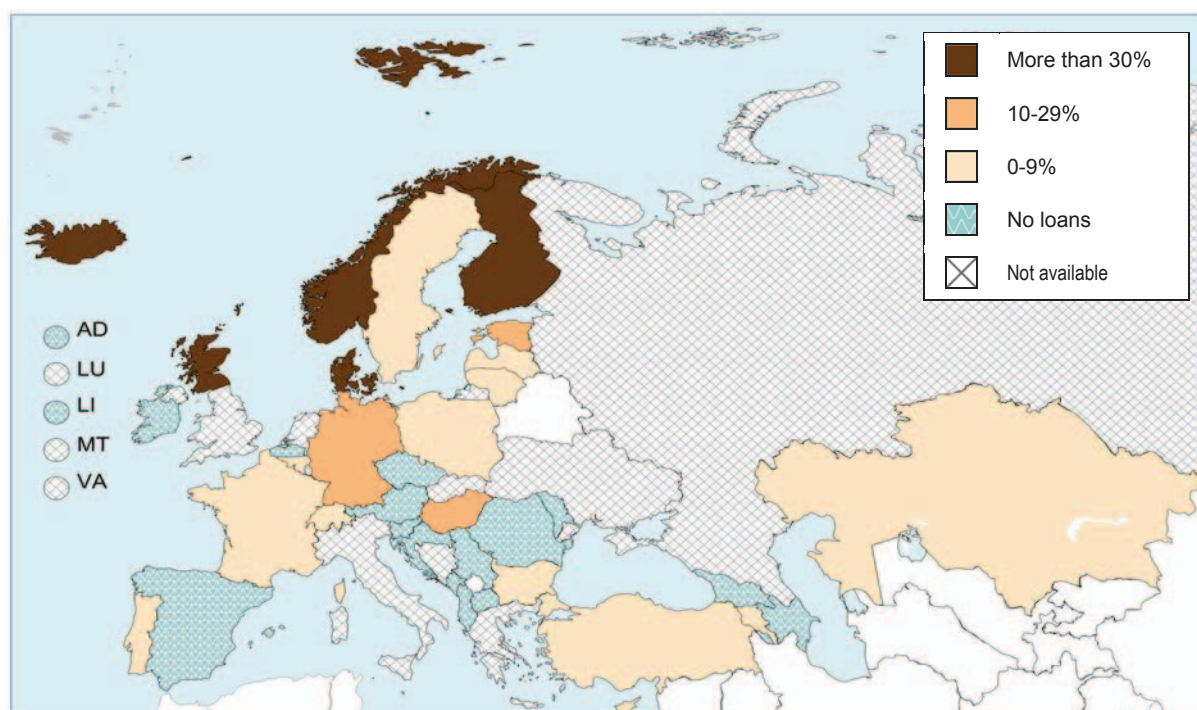 More than 30%
10-29%
0-9%
No loans
Not available
AD
LU
LI
MT
VA